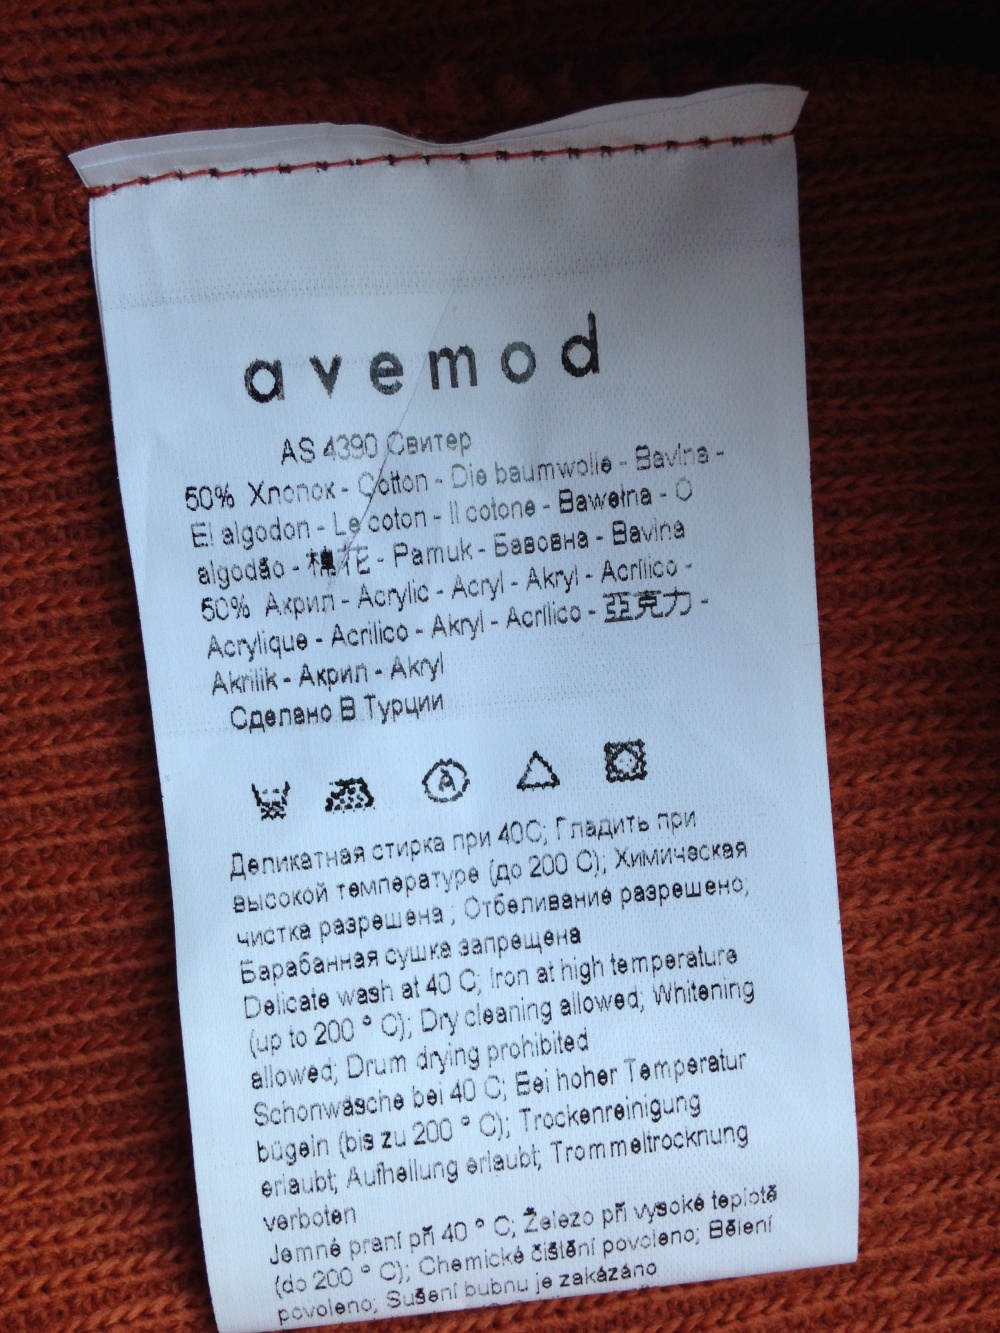 avemod
AS 4390 Свитер
50% Хлопок - Cotton - Die baumwolle - Bavlna -
El algodon - Le coton - Il cotone - Bawełna - O
algodão - 棉花 - Pamuk - Бавовна - Bavlna
50% Акрил - Acrylic - Acryl - Akryl - Acrílico -
Acrylique - Acrilico - Akryl - Acrílico - 亞克力 -
Akrilik - Акрил - Akryl
Сделано В Турции
A
Деликатная стирка при 40C; Гладить при
высокой температуре (до 200 C); Химическая
чистка разрешена ; Отбеливание разрешено;
Барабанная сушка запрещена
Delicate wash at 40 C; Iron at high temperature
(up to 200 ° C); Dry cleaning allowed; Whitening
allowed; Drum drying prohibited
Schonwäsche bei 40 C; Bei hoher Temperatur
bügeln (bis zu 200 ° C); Trockenreinigung
erlaubt; Aufhellung erlaubt; Trommeltrocknung
verboten
Jemné praní při 40 ° C; Železo při vysoké teplotě
(do 200 ° C); Chemické čištění povoleno; Bělení
povoleno; Sušení bubnu je zakázáno